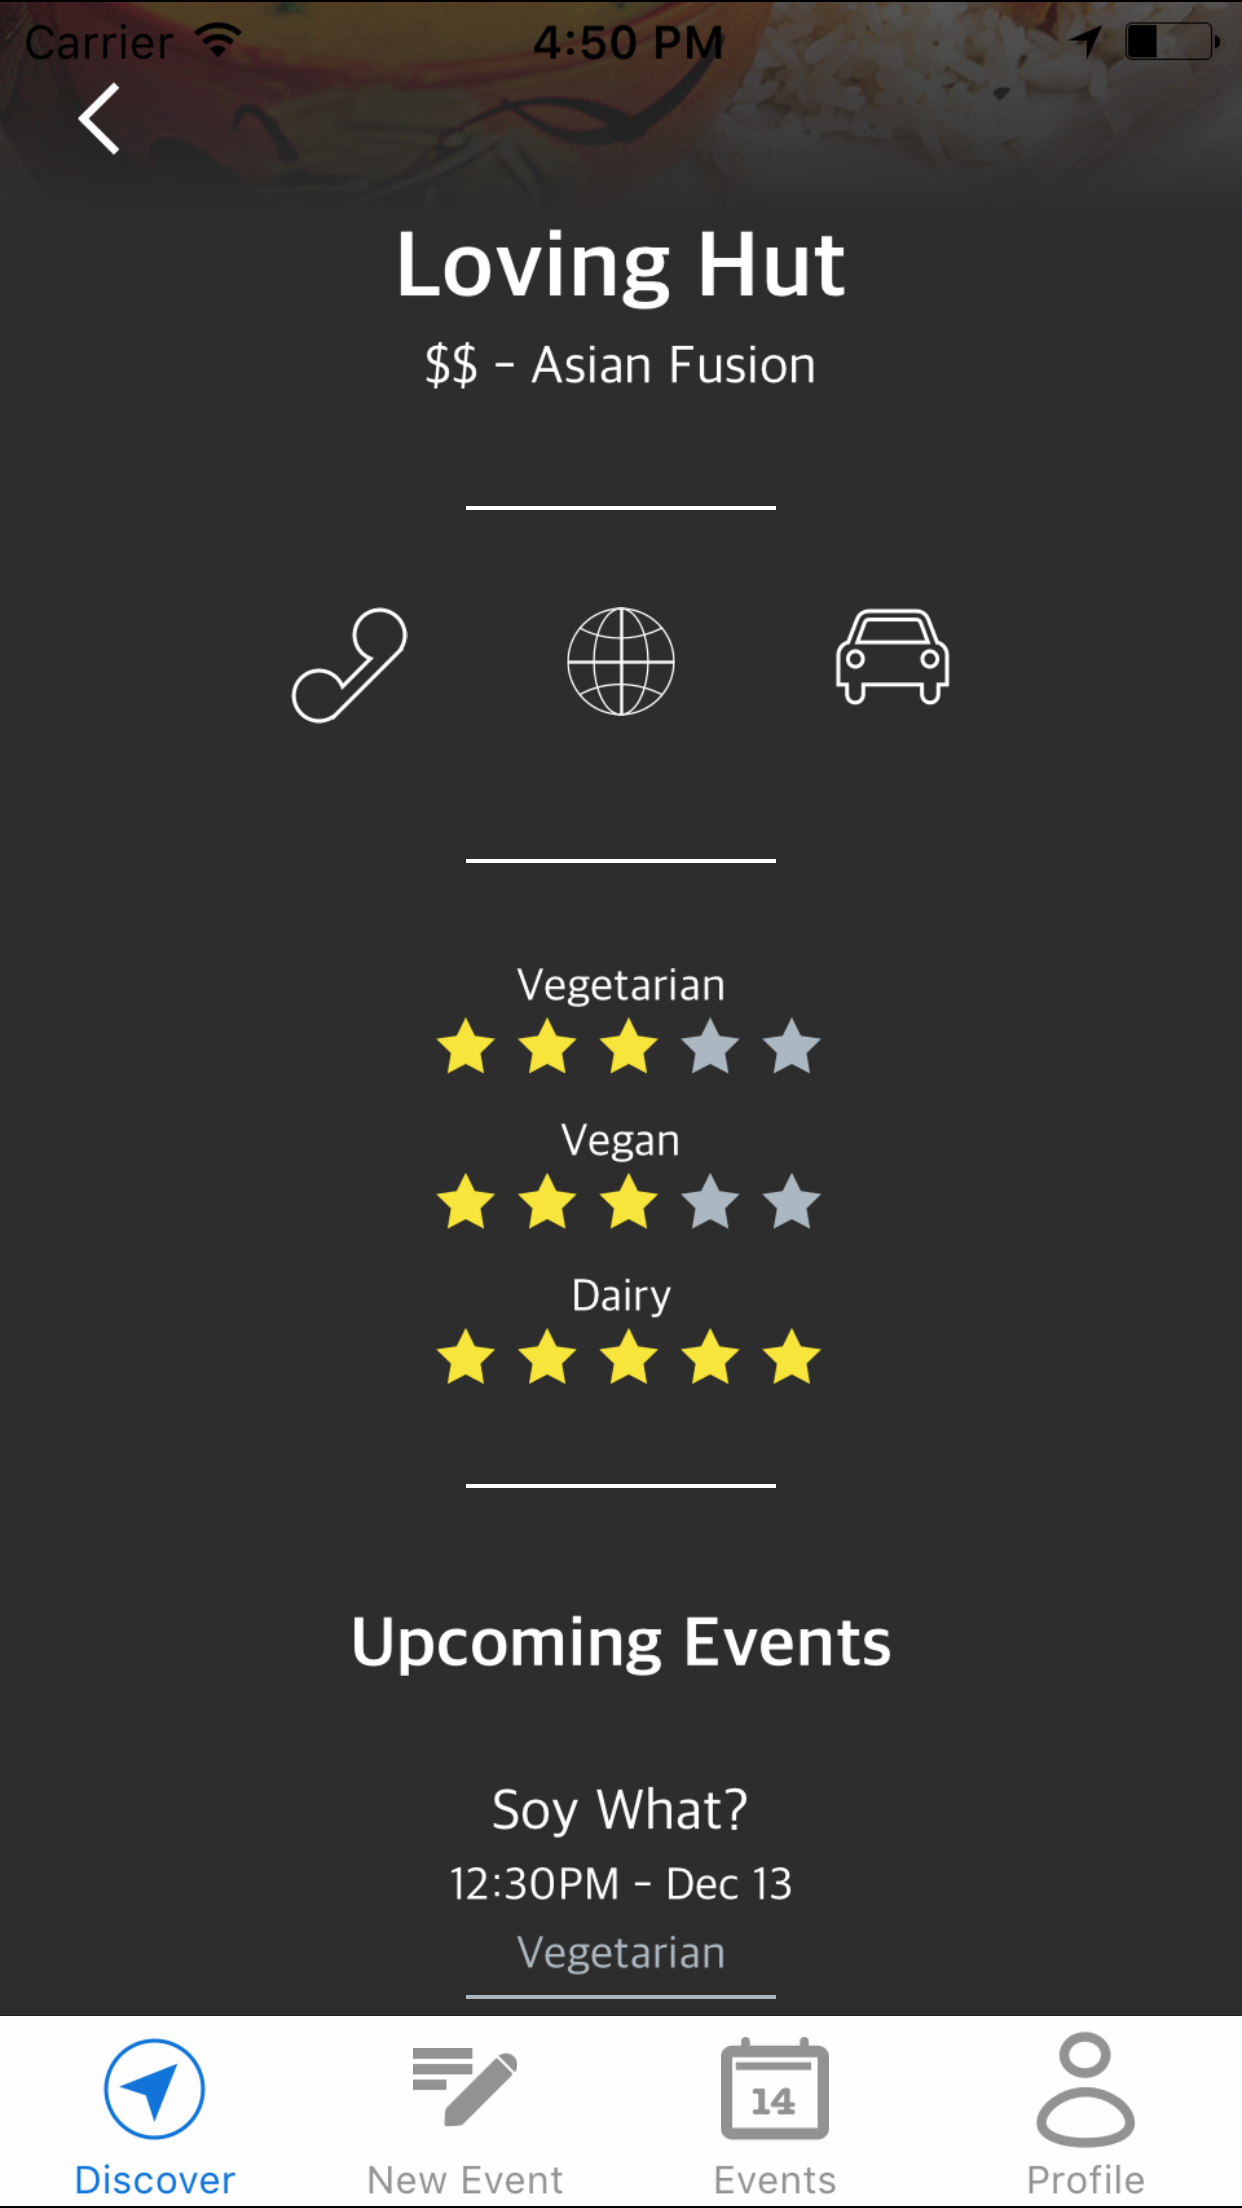 Carrier 4:50 PM
Loving Hut
$$ - Asian Fusion
Vegetarian
Vegan
Dairy
Upcoming Events
Soy What?
12:30PM - Dec 13
Vegetarian
14
Discover New Event Events Profile